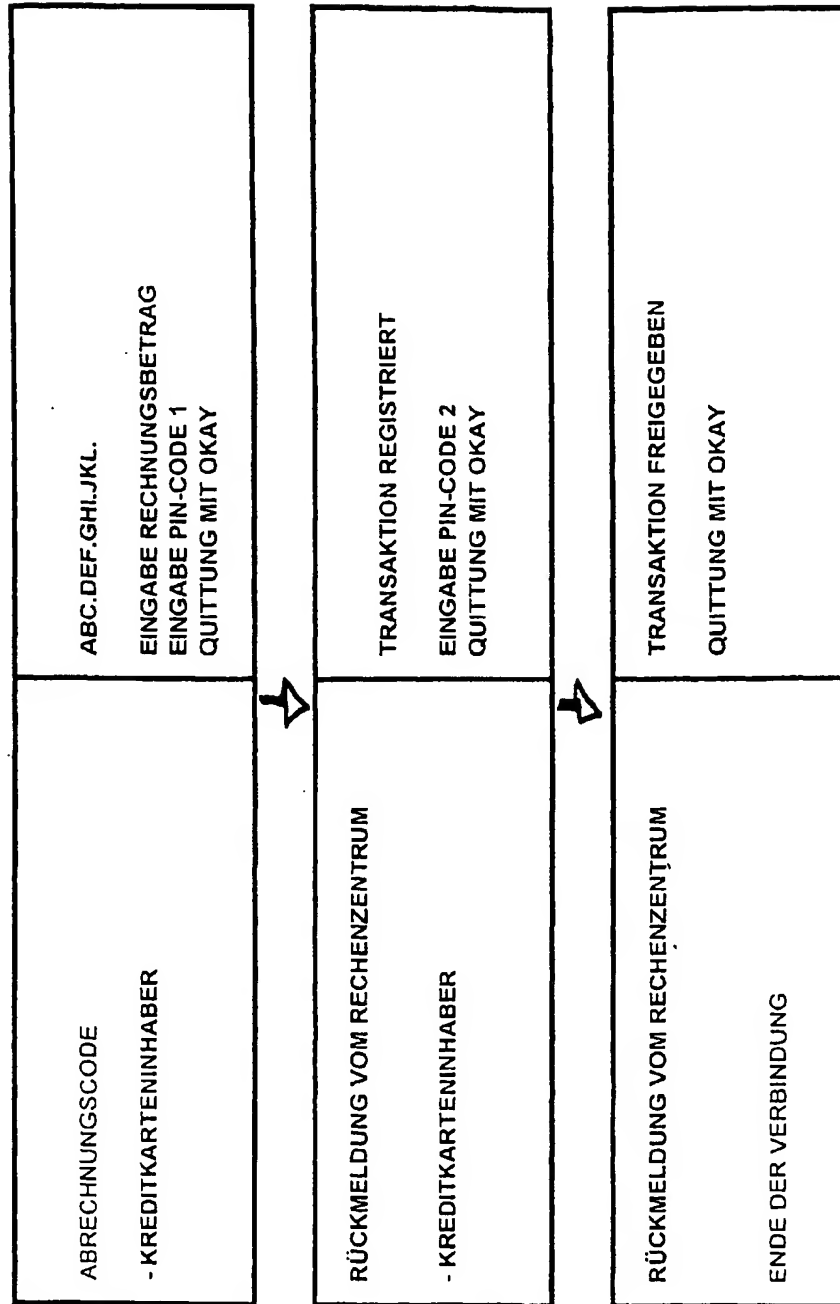 ABRECHNUNGSCODE
- KREDITKARTENINHABER
ABC.DEF.GHI.JKL.
EINGABE RECHNUNGSBETRAG
EINGABE PIN-CODE 1
QUITTUNG MIT OKAY
RÜCKMELDUNG VOM RECHENZENTRUM
- KREDITKARTENINHABER
TRANSAKTION REGISTRIERT
EINGABE PIN-CODE 2
QUITTUNG MIT OKAY
RÜCKMELDUNG VOM RECHENZENTRUM
ENDE DER VERBINDUNG
TRANSAKTION FREIGEGEBEN
QUITTUNG MIT OKAY